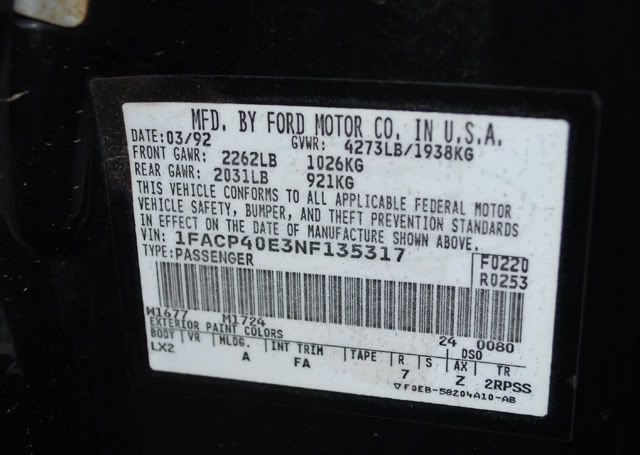 MFD. BY FORD MOTOR CO. IN U.S.A.
DATE: 03/92 GVWR: 4273LB/1938KG
FRONT GAWR: 2262LB 1026KG
REAR GAWR: 2031LB 921KG
THIS VEHICLE CONFORMS TO ALL APPLICABLE FEDERAL MOTOR
VEHICLE SAFETY, BUMPER, AND THEFT PREVENTION STANDARDS
IN EFFECT ON THE DATE OF MANUFACTURE SHOWN ABOVE.
VIN: 1FACP40E3NF135317
TYPE: PASSENGER
F0220
R0253
W1677 M1724 24 0080
EXTERIOR PAINT COLORS DSO
BODY VR MLDG. INT TRIM TAPE R S AX TR
LX2 A FA 7 Z 2RPSS
F0EB-58204A10-AB